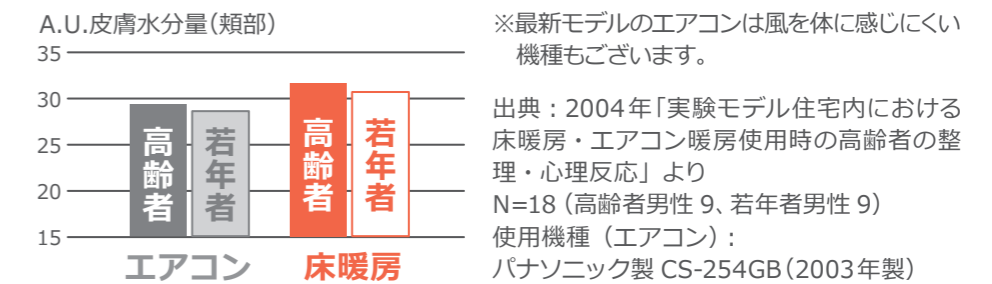 A.U.皮膚水分量（頬部）
35
30
25
20
15
高齢者
若年者
高齢者
若年者
エアコン
床暖房
※最新モデルのエアコンは風を体に感じにくい
機種もございます。
出典：2004年「実験モデル住宅内における
床暖房・エアコン暖房使用時の高齢者の整
理・心理反応」より
N=18（高齢者男性 9、若年者男性 9）
使用機種（エアコン）：
パナソニック製 CS-254GB（2003年製）